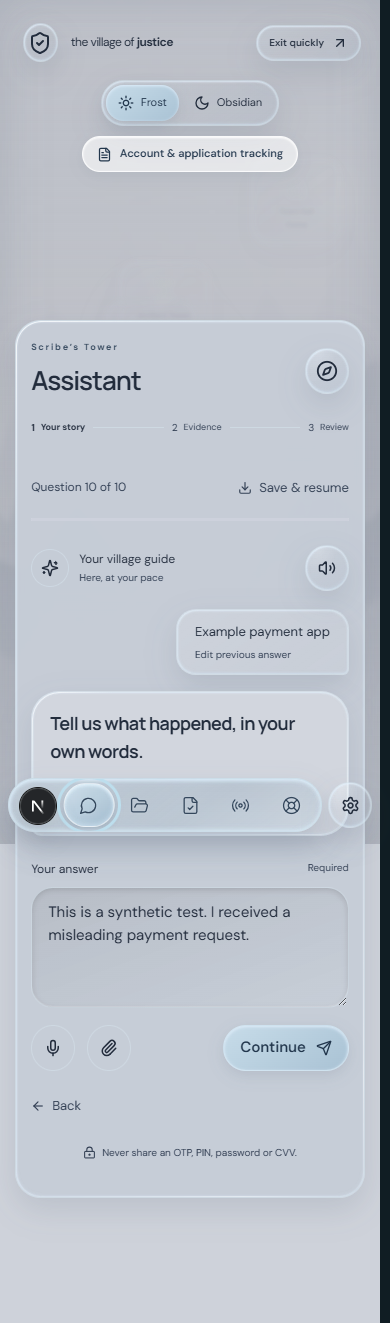 the village of justice
Exit quickly
Frost
Obsidian
Account & application tracking
Scribe's Tower
Assistant
1 Your story
2 Evidence
3 Review
Question 10 of 10
Save & resume
Your village guide
Here, at your pace
Example payment app
Edit previous answer
Tell us what happened, in your
own words.
N
Your answer
Required
This is a synthetic test. I received a
misleading payment request.
Continue
Back
Never share an OTP, PIN, password or CVV.